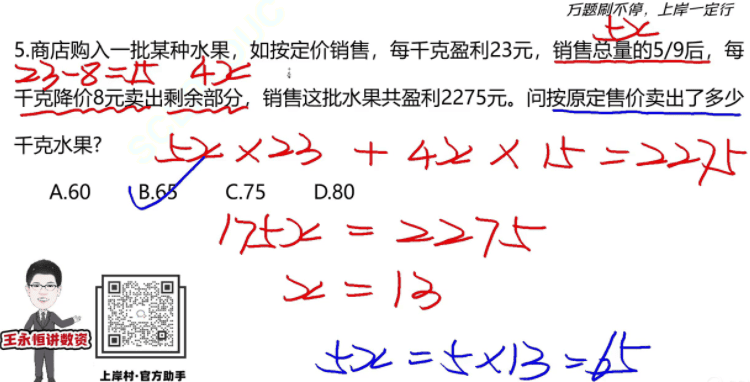 万题刷不停，上岸一定行
5x
5.商店购入一批某种水果，如按定价销售，每千克盈利23元，销售总量的5/9后，每
23-8=15 4x
千克降价8元卖出剩余部分，销售这批水果共盈利2275元。问按原定售价卖出了多少
千克水果?
5x×23 + 4x×15=2275
A.60 B.65 C.75 D.80
175x = 2275
x = 13
王永恒讲数资
上岸村·官方助手
5x=5×13=65